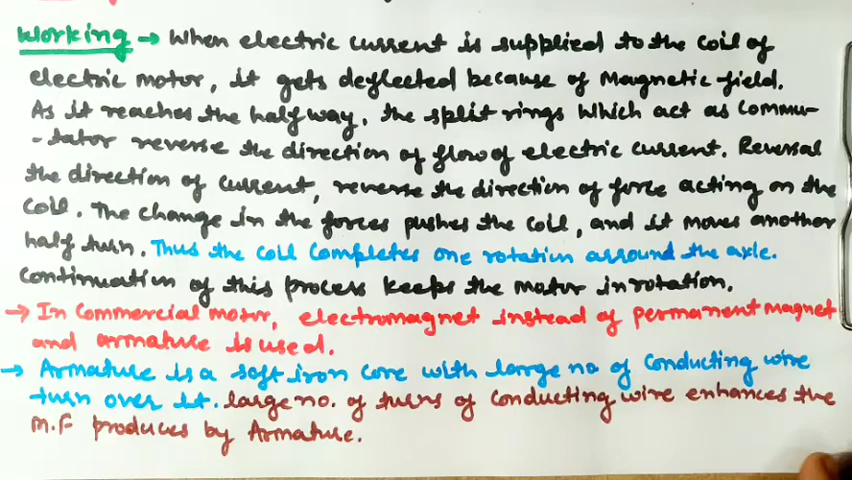 Working → When electric current is supplied to the coil of
electric motor, it gets deflected because of Magnetic field.
As it reaches the half way, the split rings which act as commu-
-tator reverse the direction of flow of electric current. Reversal
the direction of current, reverse the direction of force acting on the
coil. The change in the forces pushes the coil, and it moves another
half turn. Thus the coil completes one rotation arround the axle.
Continuation of this process keeps the motor in rotation.
→ In commercial motor, electromagnet instead of permanent magnet
and armature is used.
→ Armature is a soft iron core with large no of conducting wire
turn over it. large no. of turns of conducting wire enhances the
M.F produces by Armature.